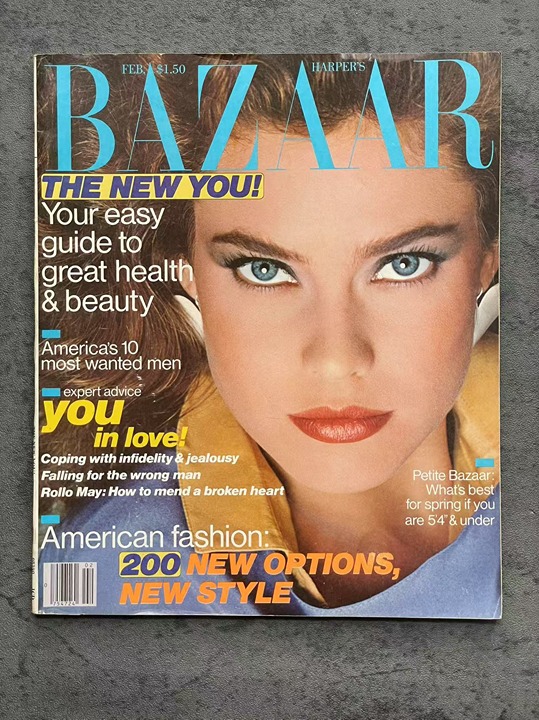 FEB. $1.50
HARPER'S
BAZAAR
THE NEW YOU!
Your easy
guide to
great health
& beauty
America's 10
most wanted men
expert advice
you
in love!
Coping with infidelity & jealousy
Falling for the wrong man
Rollo May: How to mend a broken heart
Petite Bazaar:
What's best
for spring if you
are 5'4" & under
American fashion:
200 NEW OPTIONS,
NEW STYLE
02